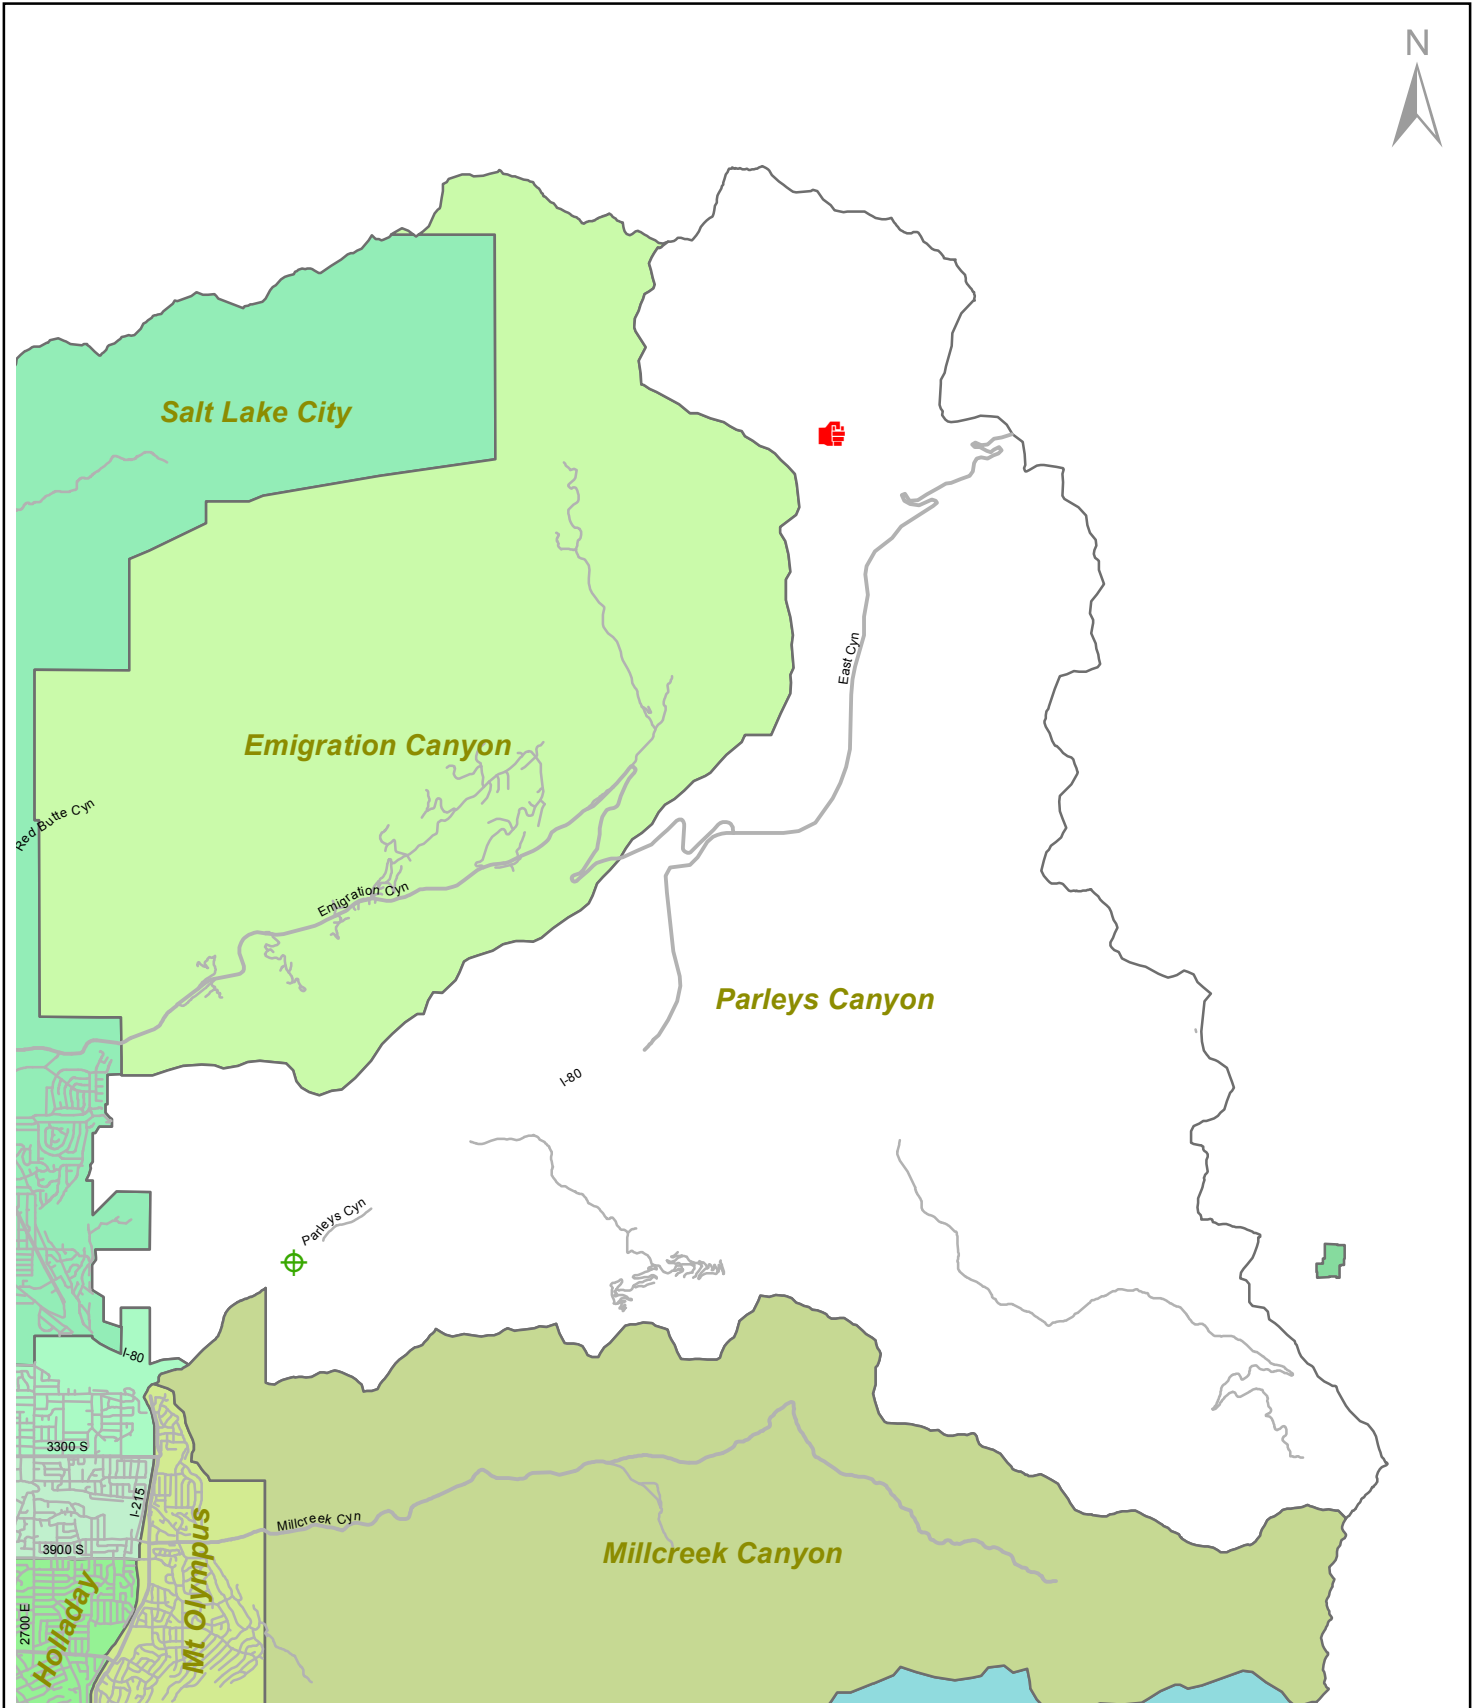 N
Salt Lake City
East Cyn
Emigration Canyon
Red Butte Cyn
Emigration Cyn
Parleys Canyon
I-80
Parleys Cyn
I-80
3300 S
I-215
Millcreek Cyn
3900 S
Millcreek Canyon
Mt Olympus
Holladay
2700 E